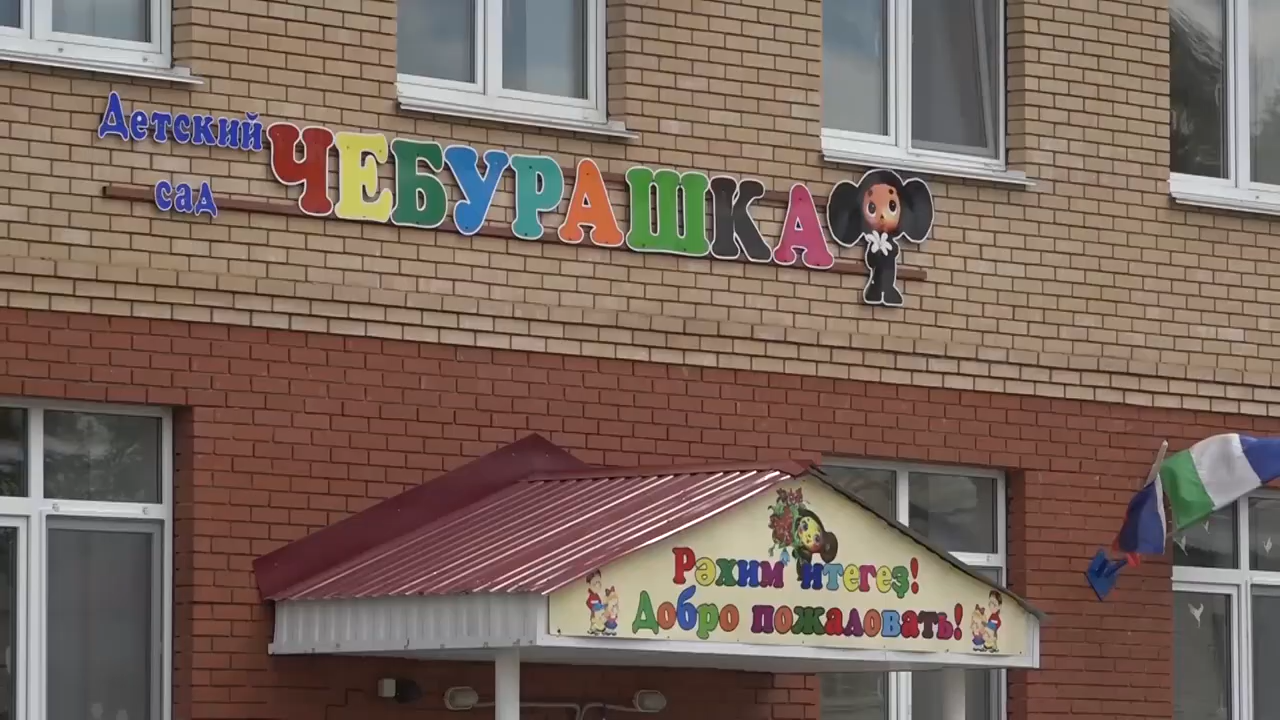 Детский
сад
ЧЕБУРАШКА
Рәхим итегеҙ!
Добро пожаловать!